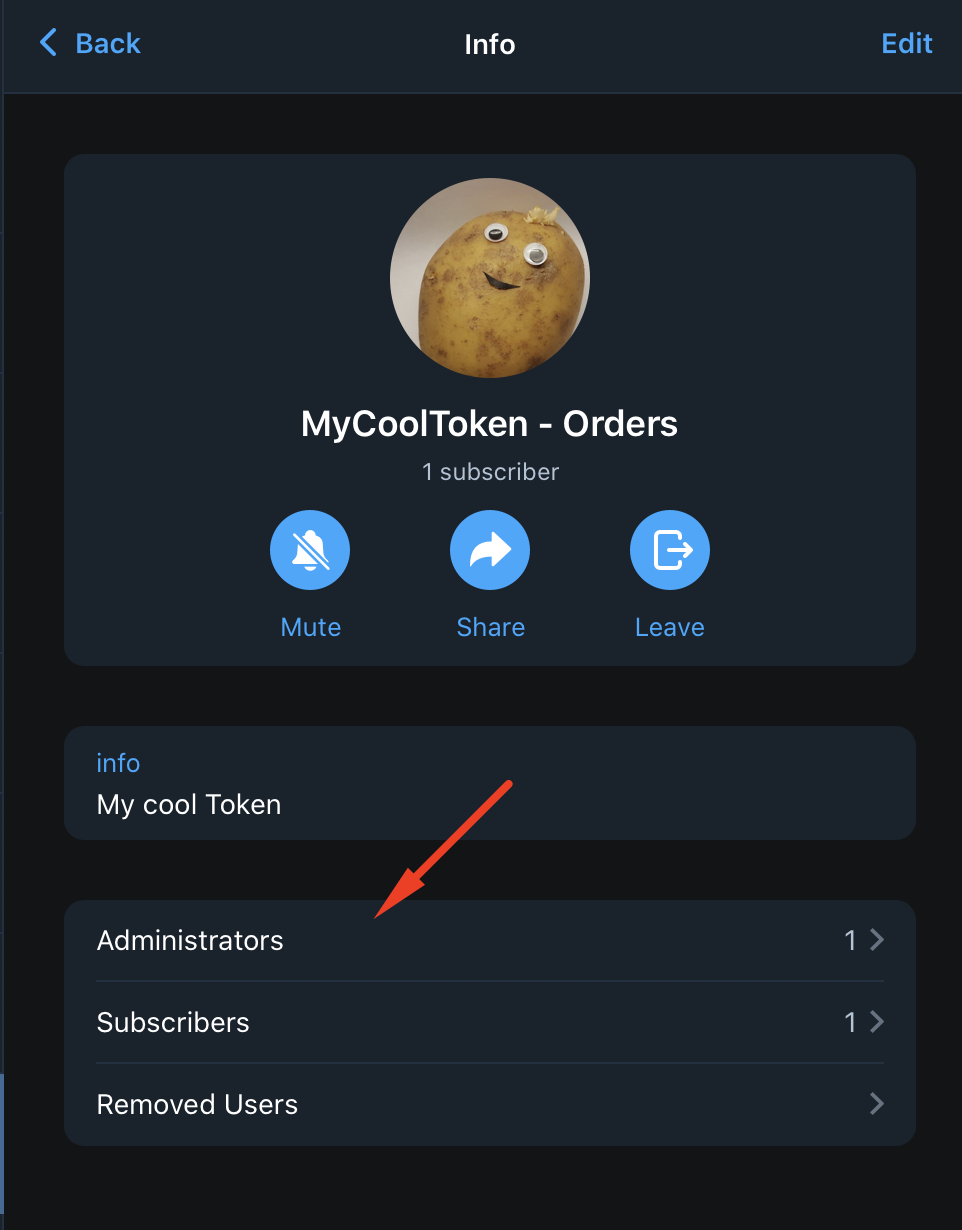 Back
Info
Edit
MyCoolToken - Orders
1 subscriber
Mute
Share
Leave
info
My cool Token
Administrators 1
Subscribers 1
Removed Users